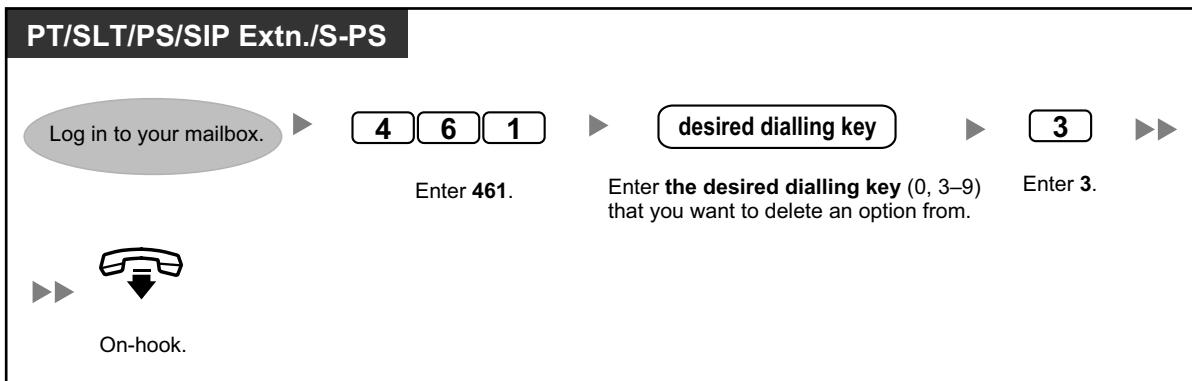 PT/SLT/PS/SIP Extn./S-PS
Log in to your mailbox.
4 6 1
desired dialling key
3
Enter 461.
Enter the desired dialling key (0, 3–9)
that you want to delete an option from.
Enter 3.
On-hook.